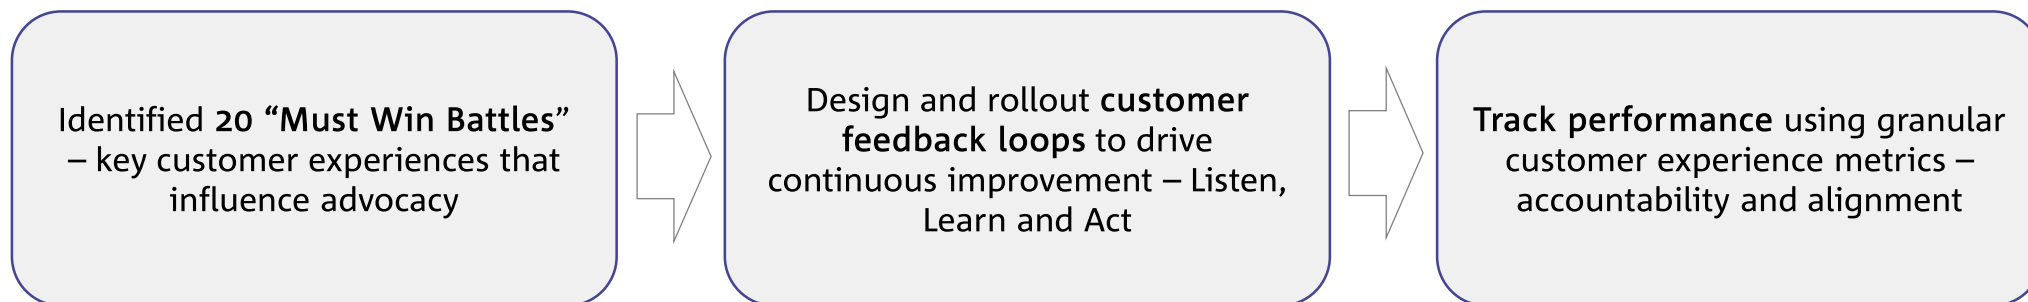 Identified 20 “Must Win Battles”
– key customer experiences that
influence advocacy
Design and rollout customer
feedback loops to drive
continuous improvement – Listen,
Learn and Act
Track performance using granular
customer experience metrics –
accountability and alignment